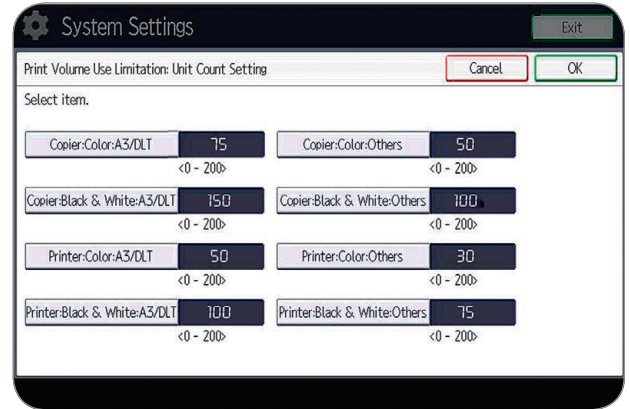 System Settings
Exit
Print Volume Use Limitation: Unit Count Setting
Cancel
OK
Select item.
Copier:Color:A3/DLT 75 Copier:Color:Others 50
<0 - 200> <0 - 200>
Copier:Black & White:A3/DLT 150 Copier:Black & White:Others 100
<0 - 200> <0 - 200>
Printer:Color:A3/DLT 50 Printer:Color:Others 30
<0 - 200> <0 - 200>
Printer:Black & White:A3/DLT 100 Printer:Black & White:Others 75
<0 - 200> <0 - 200>